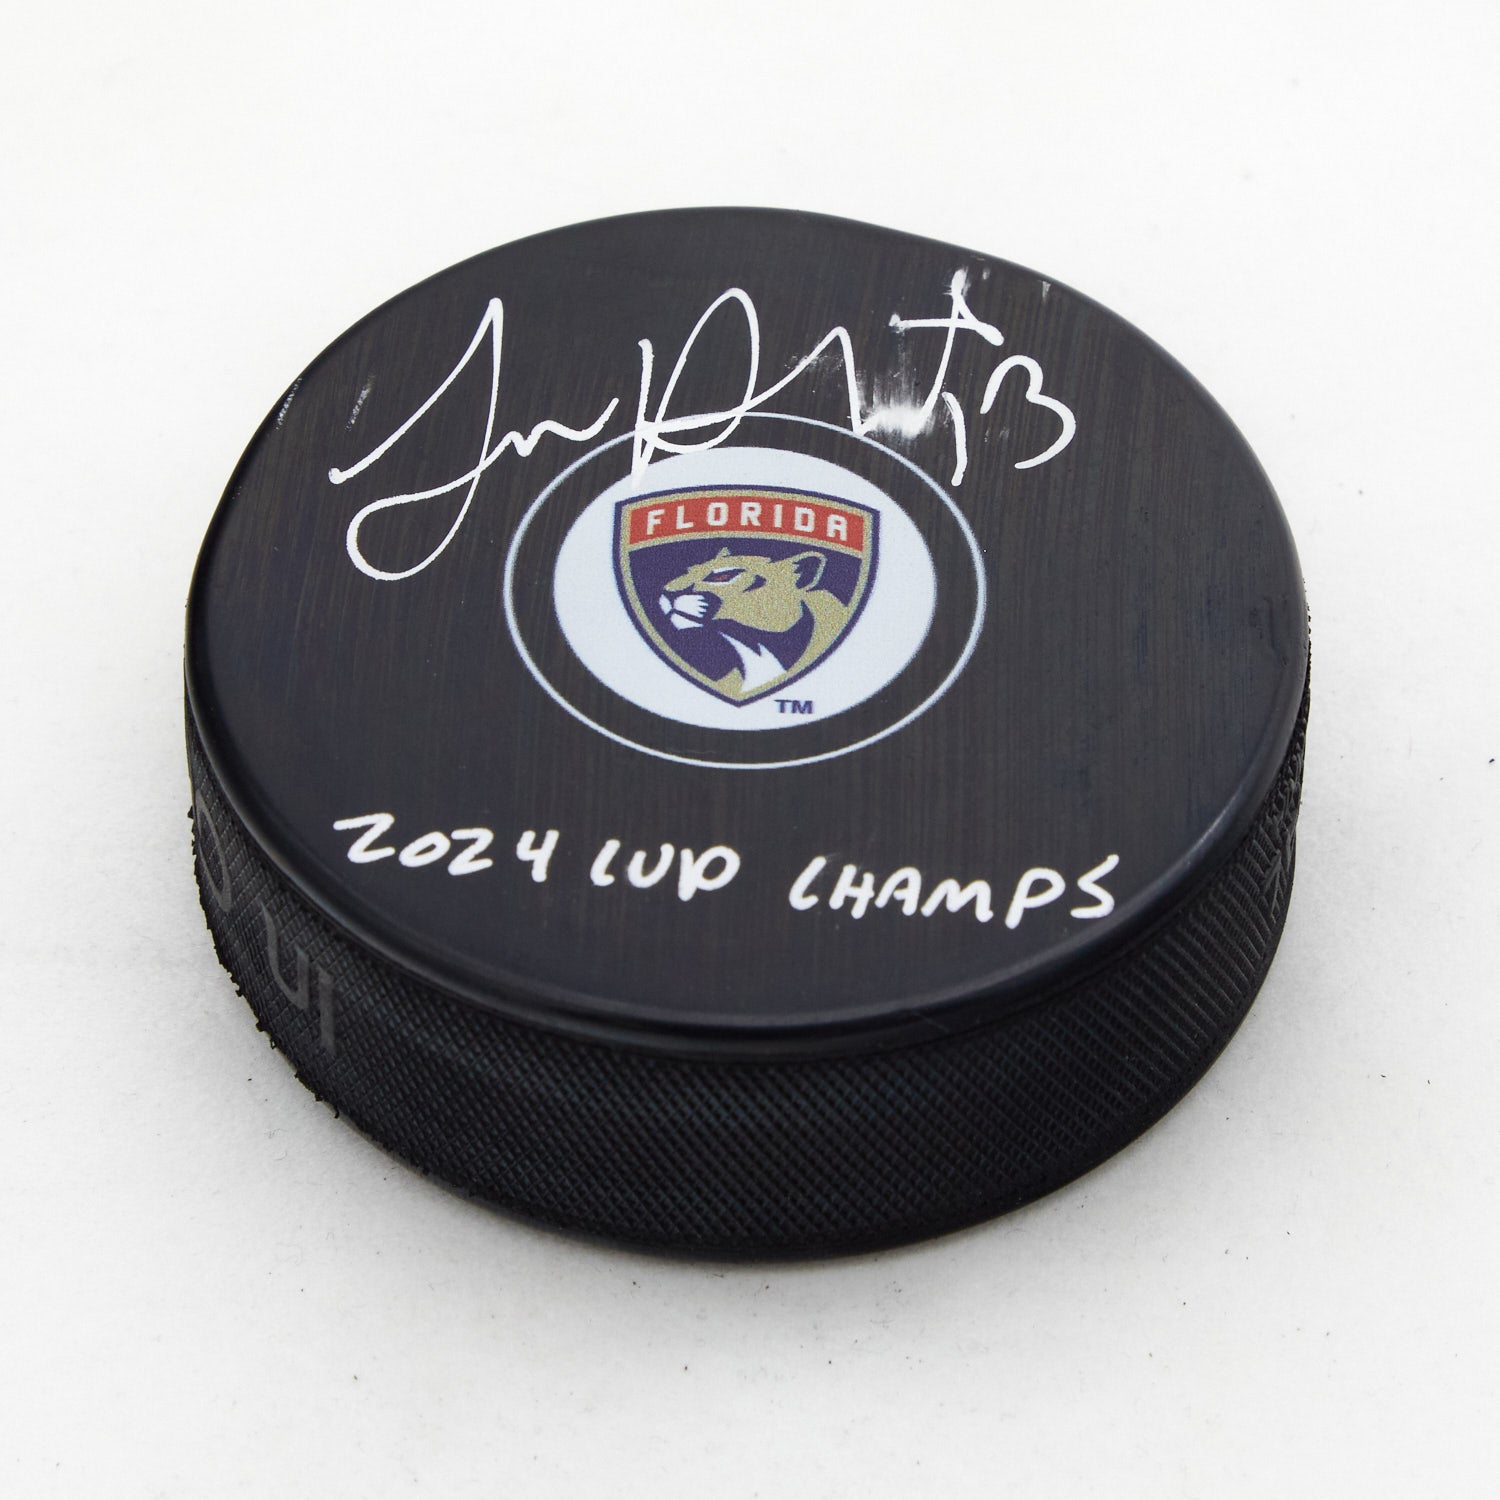 13
FLORIDA
TM
2024 CUP CHAMPS